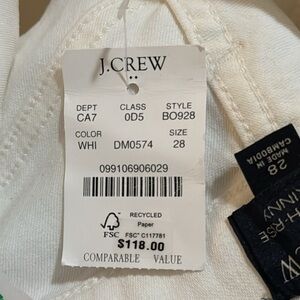 J.CREW
DEPT CLASS STYLE
CA7 0D5 BO928
COLOR SIZE
WHI DM0574 28
099106906029
FSC
RECYCLED
Paper
FSC® C117781
$118.00
COMPARABLE VALUE
28
MADE IN
CAMBODIA